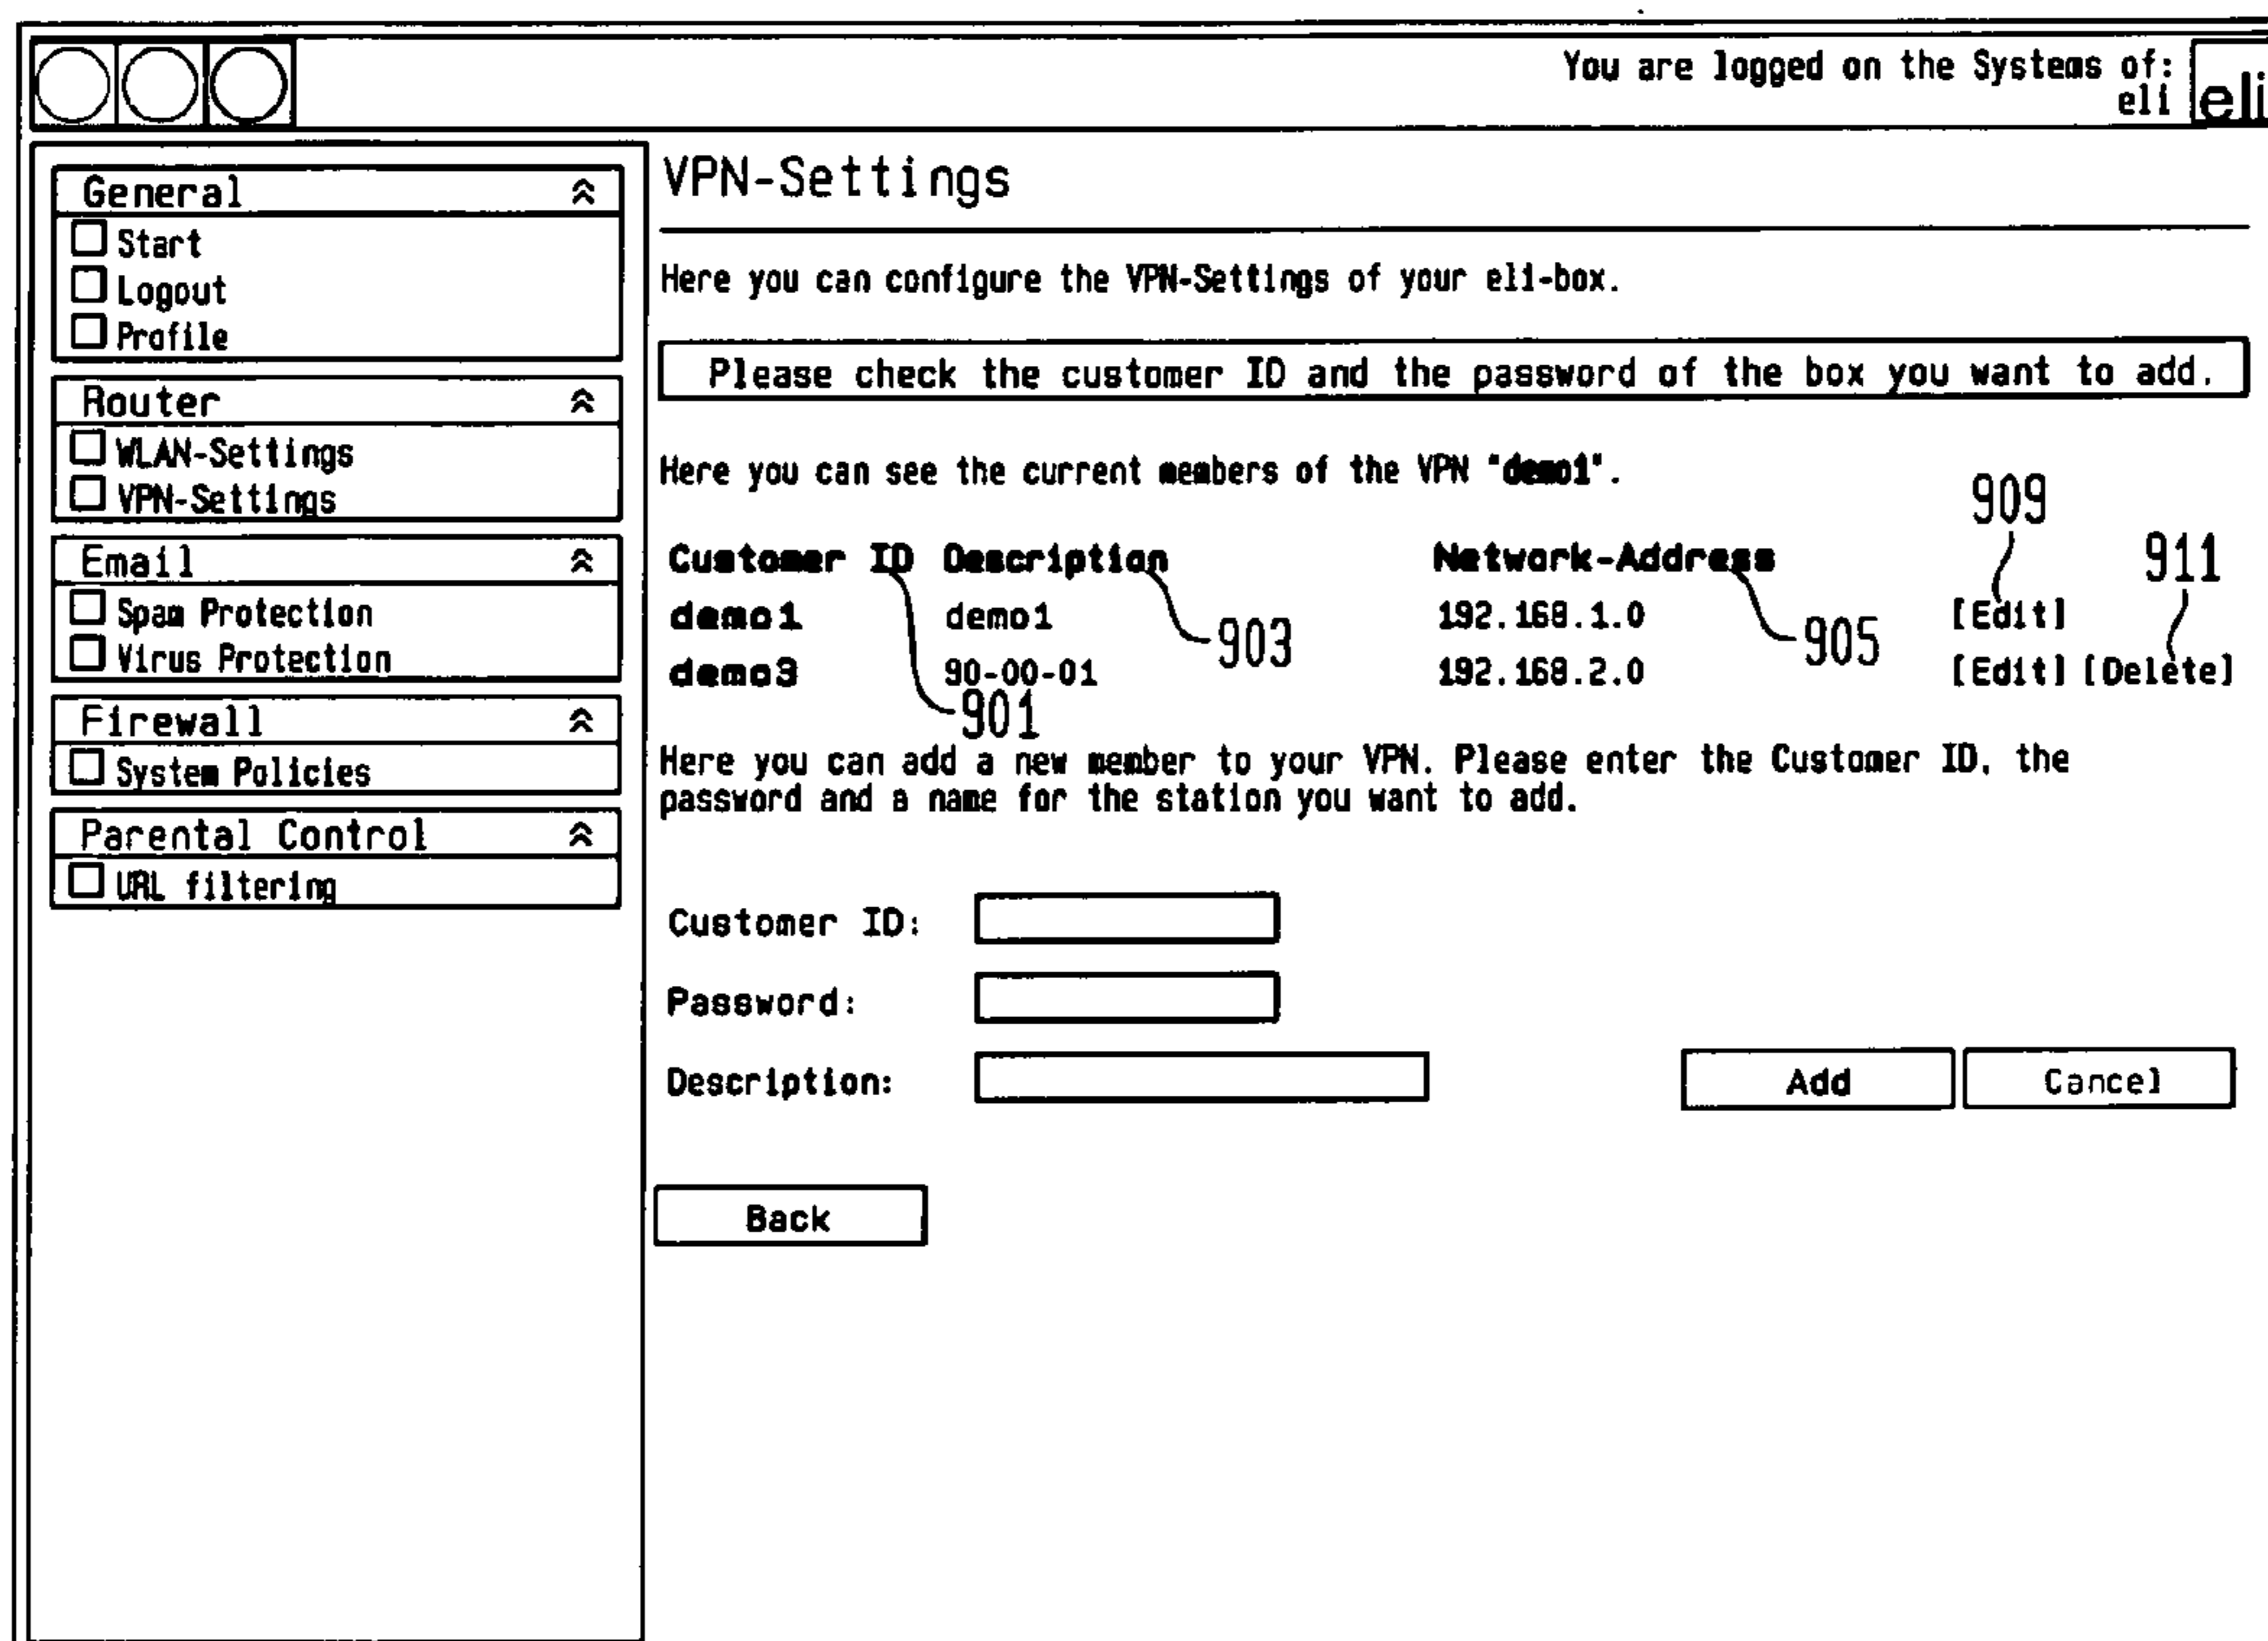 You are logged on the Systems of:
eli
eli
General
Start
Logout
Profile
Router
WLAN-Settings
VPN-Settings
Email
Spam Protection
Virus Protection
Firewall
System Policies
Parental Control
URL filtering
VPN-Settings
Here you can configure the VPN-Settings of your eli-box.
Please check the customer ID and the password of the box you want to add.
Here you can see the current members of the VPN "demo1".
909
911
Customer ID Description Network-Address
demo1 demo1 192.168.1.0 [Edit]
903
905
demo3 90-00-01 192.168.2.0 [Edit] [Delete]
901
Here you can add a new member to your VPN. Please enter the Customer ID, the
password and a name for the station you want to add.
Customer ID:
Password:
Description:
Add Cancel
Back